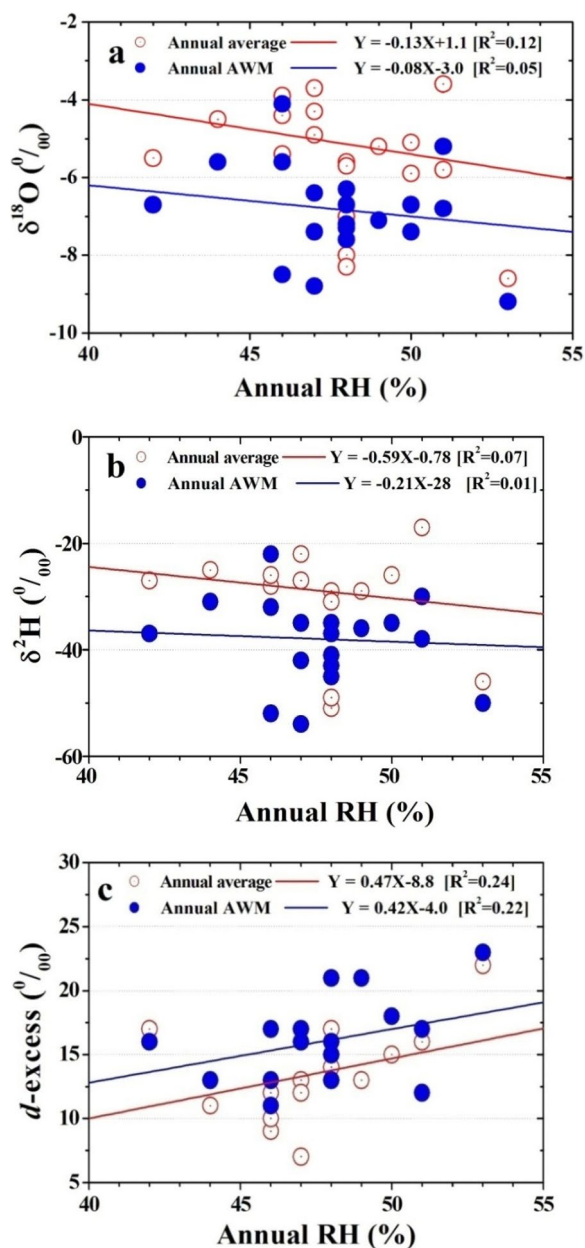 -2
a
Annual average Y = -0.13X+1.1 [R²=0.12]
Annual AWM Y = -0.08X-3.0 [R²=0.05]
-4
-6
-8
-10
δ¹⁸O (⁰/₀₀)
40 45 50 55
Annual RH (%)
0
b
Annual average Y = -0.59X-0.78 [R²=0.07]
Annual AWM Y = -0.21X-28 [R²=0.01]
-20
-40
-60
δ²H (⁰/₀₀)
40 45 50 55
Annual RH (%)
30
c
Annual average Y = 0.47X-8.8 [R²=0.24]
Annual AWM Y = 0.42X-4.0 [R²=0.22]
25
20
15
10
5
d-excess (⁰/₀₀)
40 45 50 55
Annual RH (%)